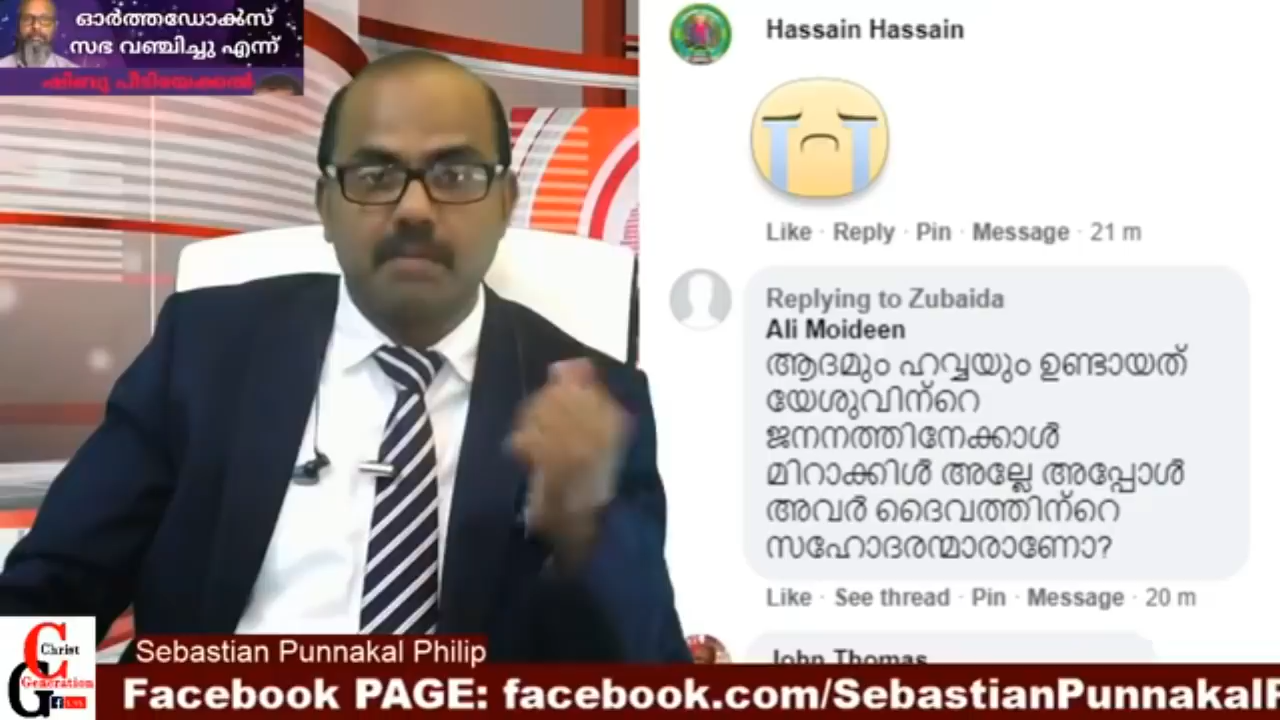 ഓർത്തഡോക്സ്
സഭ വഞ്ചിച്ചു എന്ന്
ഷിബു പീടിയേക്കൽ
Hassain Hassain
Like · Reply · Pin · Message · 21 m
Replying to Zubaida
Ali Moideen
ആദമും ഹവ്വയും ഉണ്ടായത്
യേശുവിന്റെ
ജനനത്തിനേക്കാൾ
മിറാക്കിൾ അല്ലേ അപ്പോൾ
അവർ ദൈവത്തിന്റെ
സഹോദരന്മാരാണോ?
Like · See thread · Pin · Message · 20 m
John Thomas
Christ
Generation
Sebastian Punnakal Philip
Facebook PAGE: facebook.com/SebastianPunnakalP